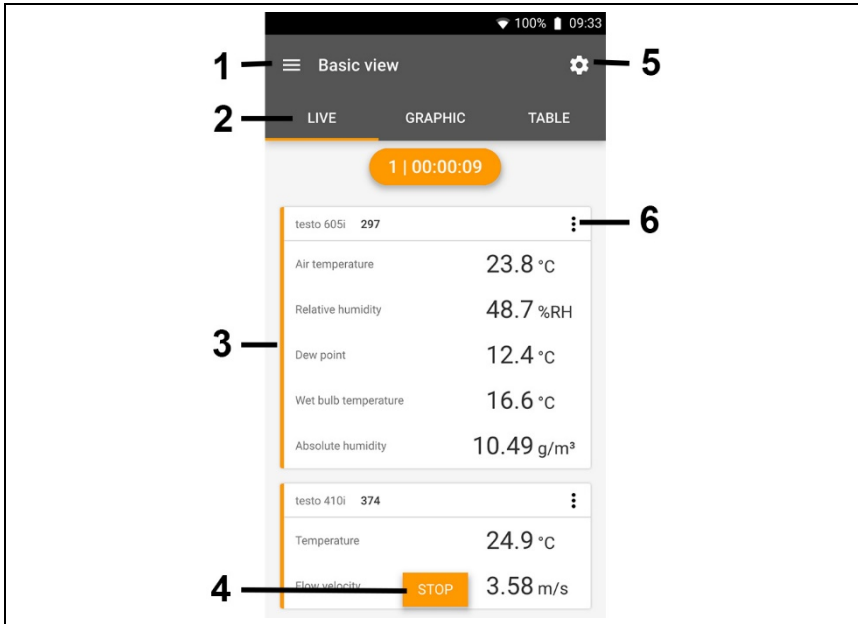 100% 09:33
1 Basic view 5
2 LIVE GRAPHIC TABLE
1 | 00:00:09
testo 605i 297 6
Air temperature 23.8 °C
Relative humidity 48.7 %RH
3
Dew point 12.4 °C
Wet bulb temperature 16.6 °C
Absolute humidity 10.49 g/m³
testo 410i 374
Temperature 24.9 °C
4 Flow velocity STOP 3.58 m/s